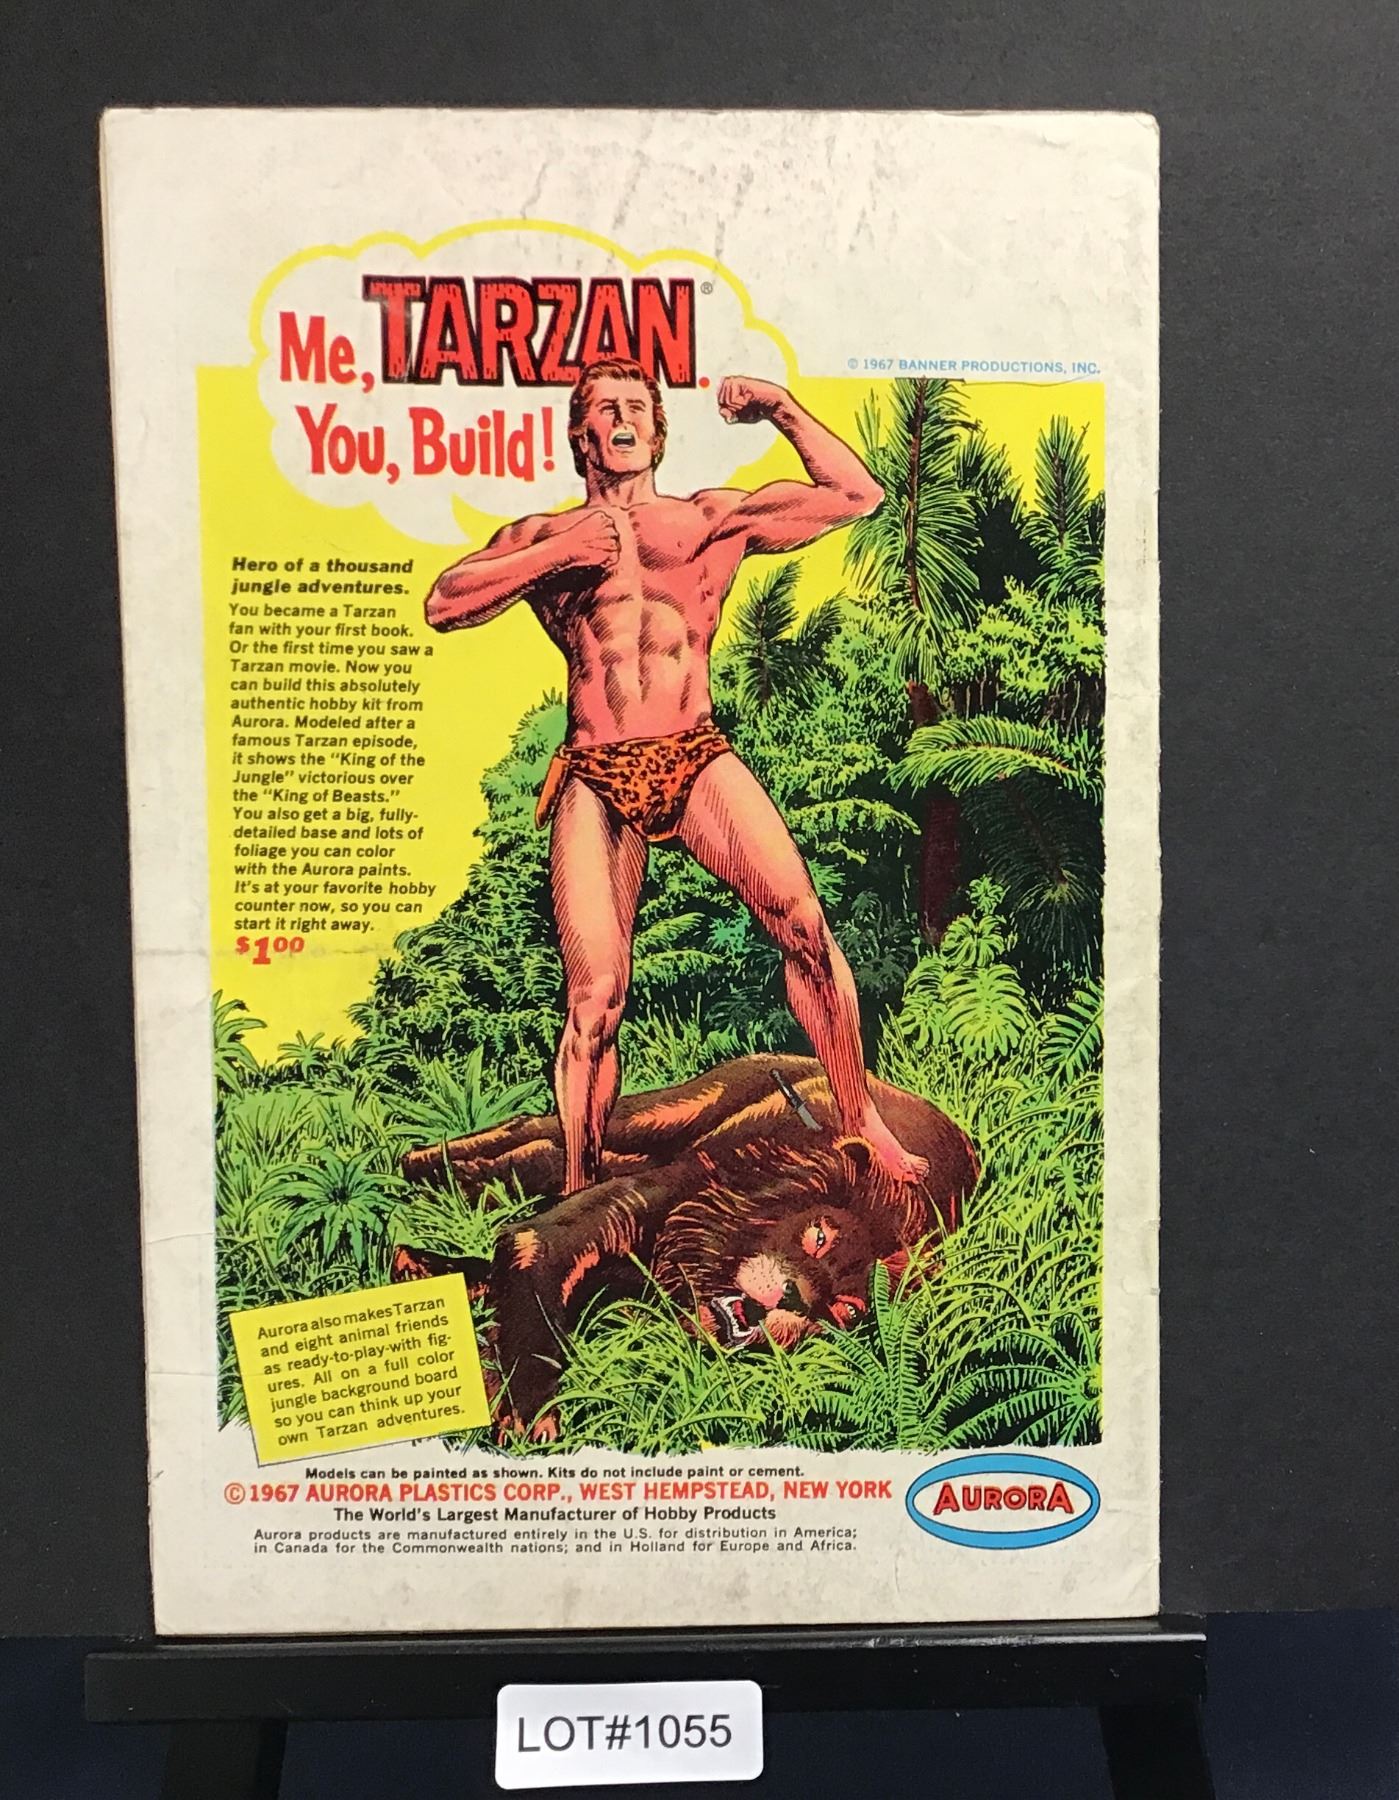 Me, TARZAN.®
You, Build!
© 1967 BANNER PRODUCTIONS, INC.
Hero of a thousand
jungle adventures.
You became a Tarzan
fan with your first book.
Or the first time you saw a
Tarzan movie. Now you
can build this absolutely
authentic hobby kit from
Aurora. Modeled after a
famous Tarzan episode,
it shows the "King of the
Jungle" victorious over
the "King of Beasts."
You also get a big, fully-
detailed base and lots of
foliage you can color
with the Aurora paints.
It's at your favorite hobby
counter now, so you can
start it right away.
$1.00
Aurora also makes Tarzan
and eight animal friends
as ready-to-play-with fig-
ures. All on a full color
jungle background board
so you can think up your
own Tarzan adventures.
Models can be painted as shown. Kits do not include paint or cement.
© 1967 AURORA PLASTICS CORP., WEST HEMPSTEAD, NEW YORK
The World's Largest Manufacturer of Hobby Products
Aurora products are manufactured entirely in the U.S. for distribution in America;
in Canada for the Commonwealth nations; and in Holland for Europe and Africa.
AURORA
LOT#1055